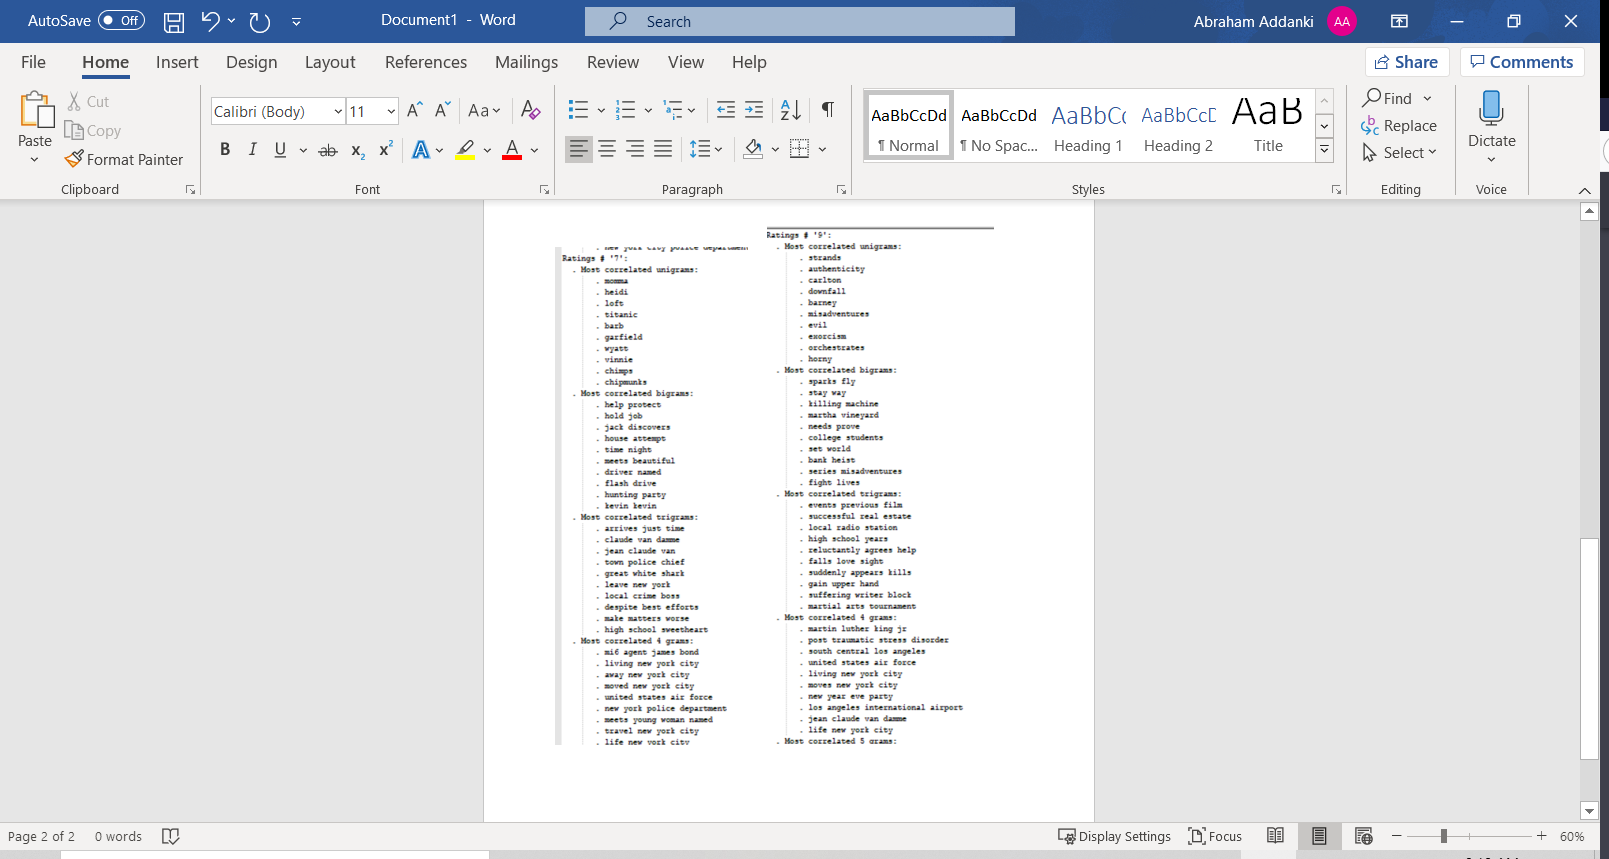 AutoSave Off Document1 - Word Search Abraham Addanki AA
File Home Insert Design Layout References Mailings Review View Help Share Comments
Paste
Cut
Copy
Format Painter
Clipboard
Calibri (Body) 11
Font
Paragraph
AaBbCcDd AaBbCcDd AaBbCc AaBbCcD AaB
¶ Normal ¶ No Spac... Heading 1 Heading 2 Title
Styles
Find
Replace
Select
Editing
Dictate
Voice
. new york city police department
Ratings # '7':
. Most correlated unigrams:
. momma
. heidi
. loft
. titanic
. barb
. garfield
. wyatt
. vinnie
. chimps
. chipmunks
. Most correlated bigrams:
. help protect
. hold job
. jack discovers
. house attempt
. time night
. meets beautiful
. driver named
. flash drive
. hunting party
. kevin kevin
. Most correlated trigrams:
. arrives just time
. claude van damme
. jean claude van
. town police chief
. great white shark
. leave new york
. local crime boss
. despite best efforts
. make matters worse
. high school sweetheart
. Most correlated 4 grams:
. mi6 agent james bond
. living new york city
. away new york city
. moved new york city
. united states air force
. new york police department
. meets young woman named
. travel new york city
. life new york city
Ratings # '9':
. Most correlated unigrams:
. strands
. authenticity
. carlton
. downfall
. barney
. misadventures
. evil
. exorcism
. orchestrates
. horny
. Most correlated bigrams:
. sparks fly
. stay way
. killing machine
. martha vineyard
. needs prove
. college students
. set world
. bank heist
. series misadventures
. fight lives
. Most correlated trigrams:
. events previous film
. successful real estate
. local radio station
. high school years
. reluctantly agrees help
. falls love sight
. suddenly appears kills
. gain upper hand
. suffering writer block
. martial arts tournament
. Most correlated 4 grams:
. martin luther king jr
. post traumatic stress disorder
. south central los angeles
. united states air force
. living new york city
. moves new york city
. new year eve party
. los angeles international airport
. jean claude van damme
. life new york city
. Most correlated 5 grams:
Page 2 of 2 0 words Display Settings Focus 60%